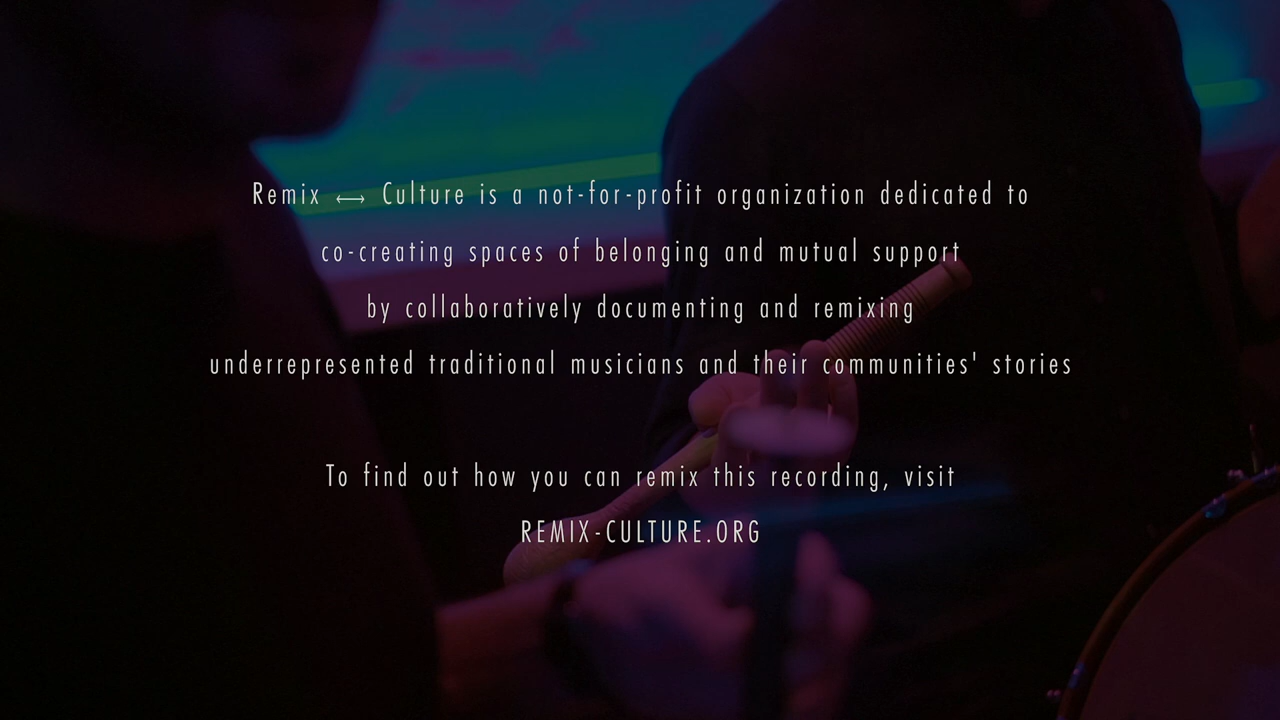 Remix ⟷ Culture is a not-for-profit organization dedicated to
co-creating spaces of belonging and mutual support
by collaboratively documenting and remixing
underrepresented traditional musicians and their communities' stories
To find out how you can remix this recording, visit
REMIX-CULTURE.ORG